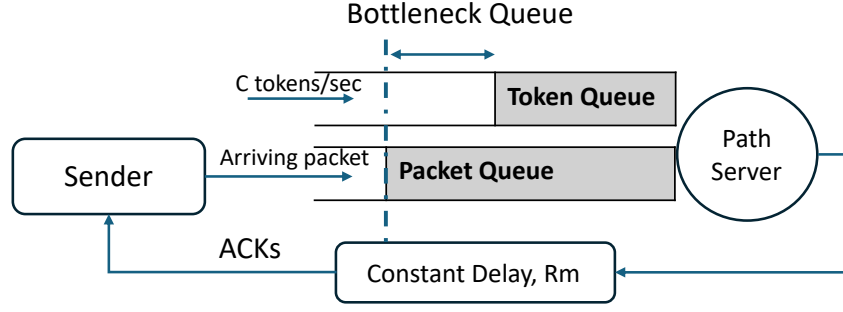 Bottleneck Queue
C tokens/sec
Token Queue
Arriving packet
Packet Queue
Path
Server
Sender
ACKs
Constant Delay, Rm